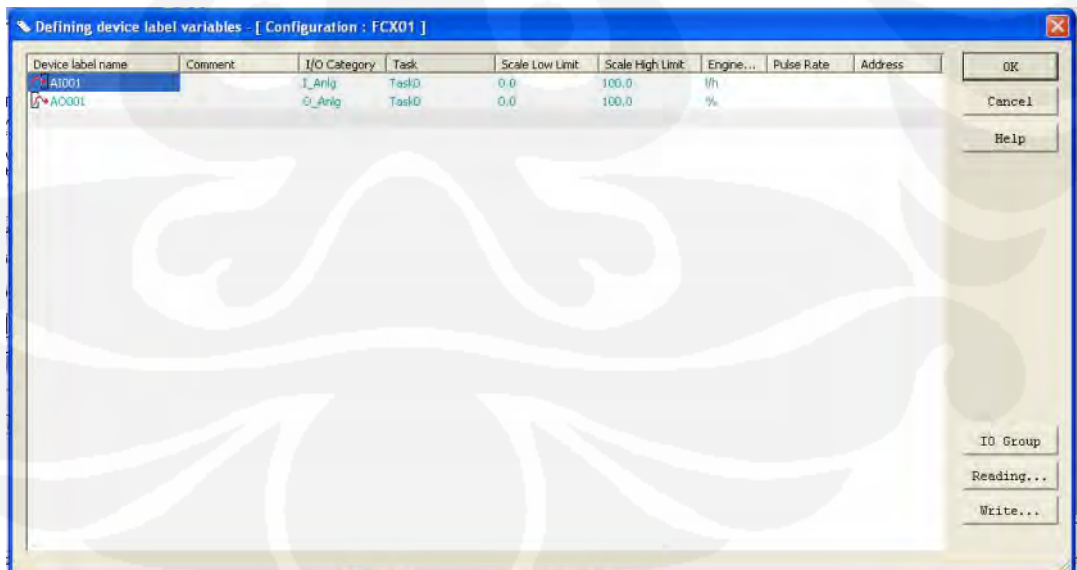 Defining device label variables - [ Configuration : FCX01 ]
Device label name Comment I/O Category Task Scale Low Limit Scale High Limit Engine... Pulse Rate Address
AI001 I_Anlg Task0 0.0 100.0 l/h
AO001 O_Anlg Task0 0.0 100.0 %
OK
Cancel
Help
IO Group
Reading...
Write...